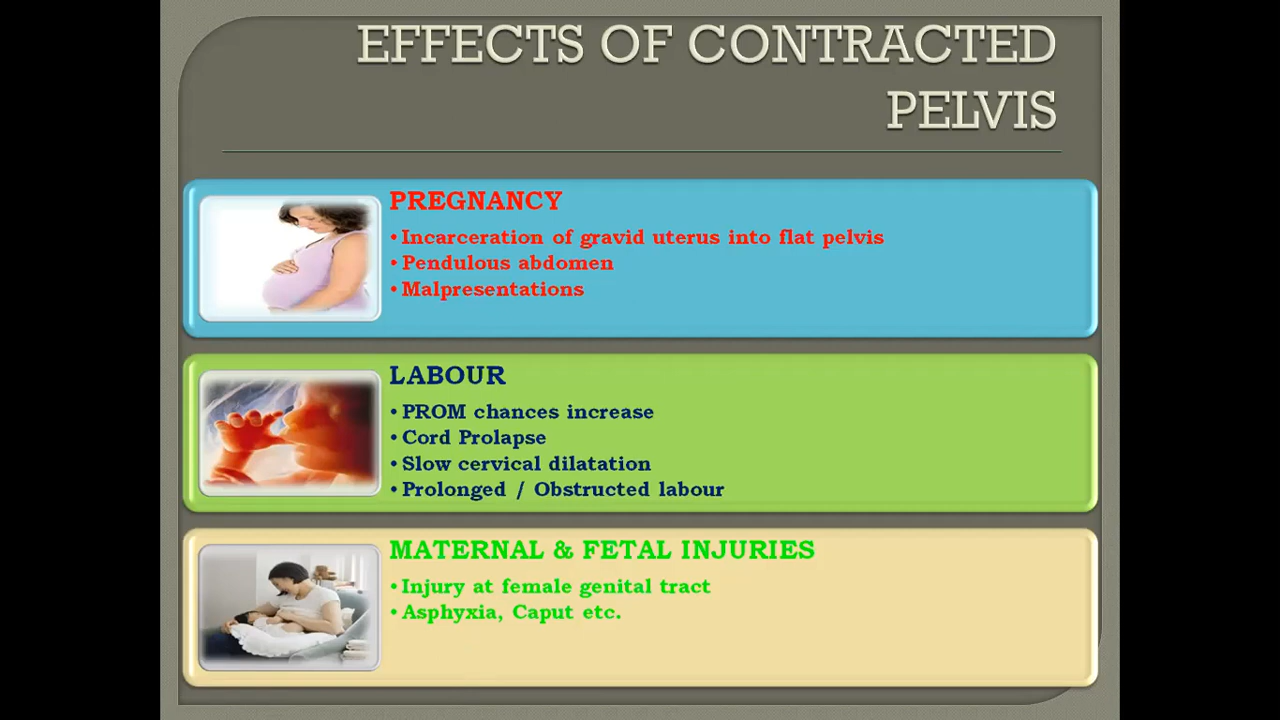 EFFECTS OF CONTRACTED
PELVIS
PREGNANCY
• Incarceration of gravid uterus into flat pelvis
• Pendulous abdomen
• Malpresentations
LABOUR
• PROM chances increase
• Cord Prolapse
• Slow cervical dilatation
• Prolonged / Obstructed labour
MATERNAL & FETAL INJURIES
• Injury at female genital tract
• Asphyxia, Caput etc.